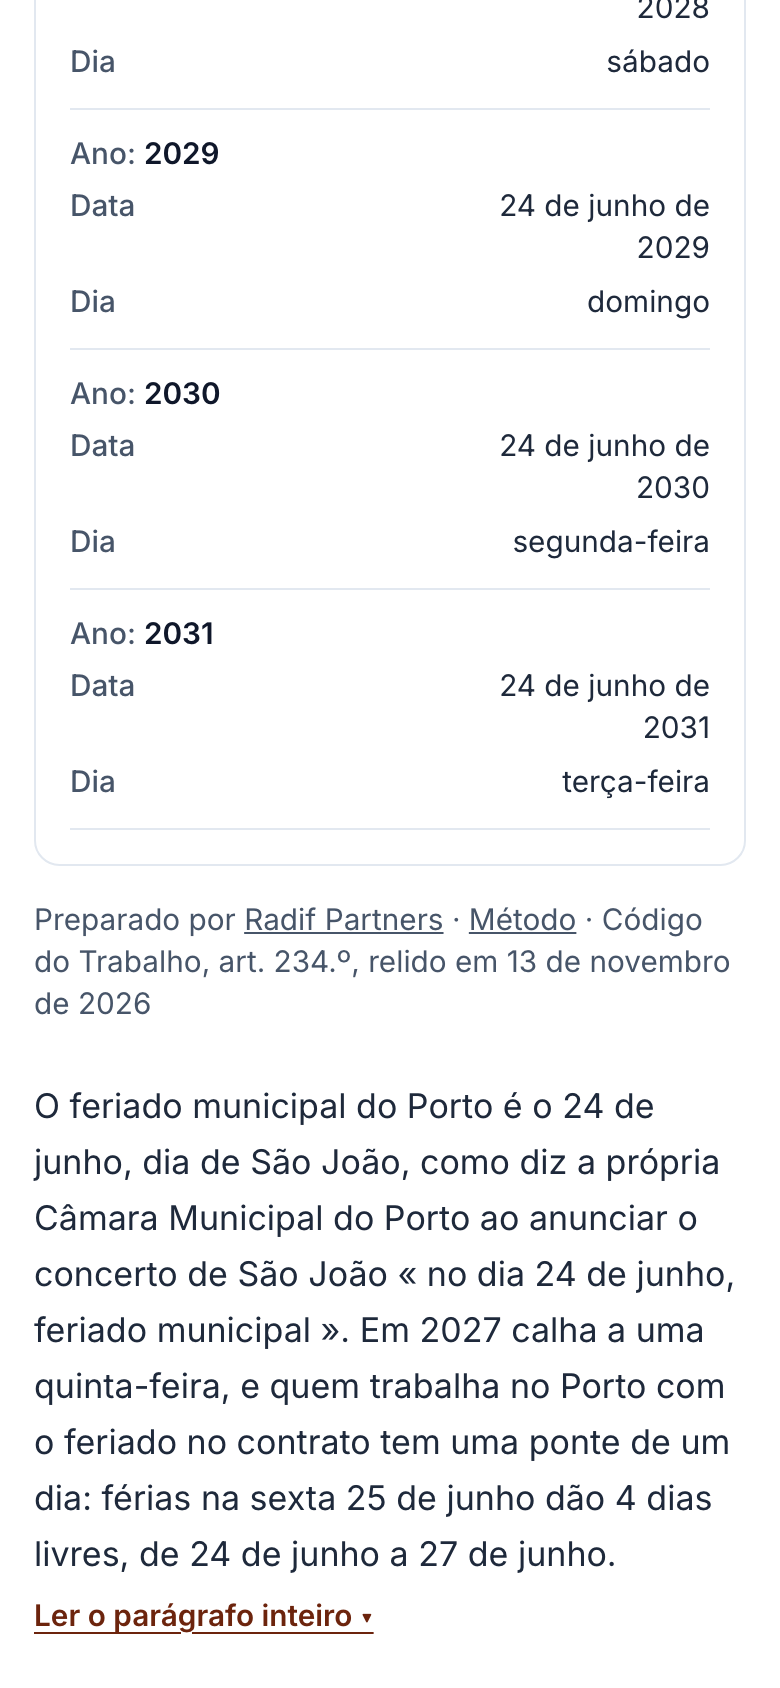 2028
Dia sábado
Ano: 2029
Data 24 de junho de
2029
Dia domingo
Ano: 2030
Data 24 de junho de
2030
Dia segunda-feira
Ano: 2031
Data 24 de junho de
2031
Dia terça-feira
Preparado por Radif Partners · Método · Código
do Trabalho, art. 234.º, relido em 13 de novembro
de 2026
O feriado municipal do Porto é o 24 de
junho, dia de São João, como diz a própria
Câmara Municipal do Porto ao anunciar o
concerto de São João « no dia 24 de junho,
feriado municipal ». Em 2027 calha a uma
quinta-feira, e quem trabalha no Porto com
o feriado no contrato tem uma ponte de um
dia: férias na sexta 25 de junho dão 4 dias
livres, de 24 de junho a 27 de junho.
Ler o parágrafo inteiro ▾